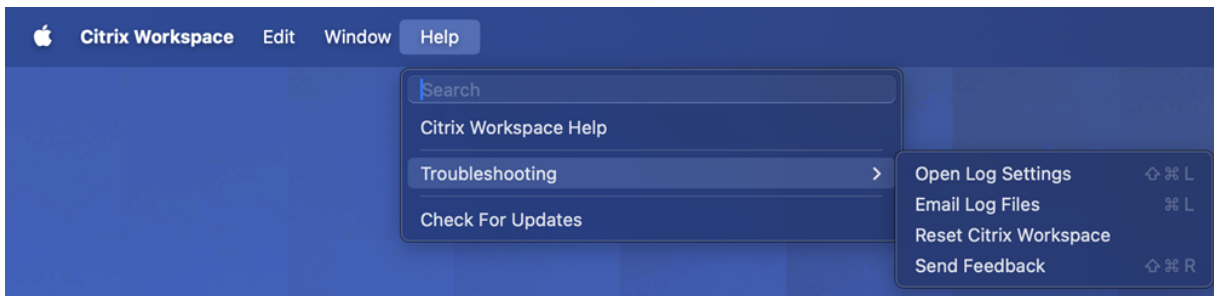 Citrix Workspace Edit Window Help
Search
Citrix Workspace Help
Troubleshooting
Check For Updates
Open Log Settings ⇧⌘L
Email Log Files ⌘L
Reset Citrix Workspace
Send Feedback ⇧⌘R